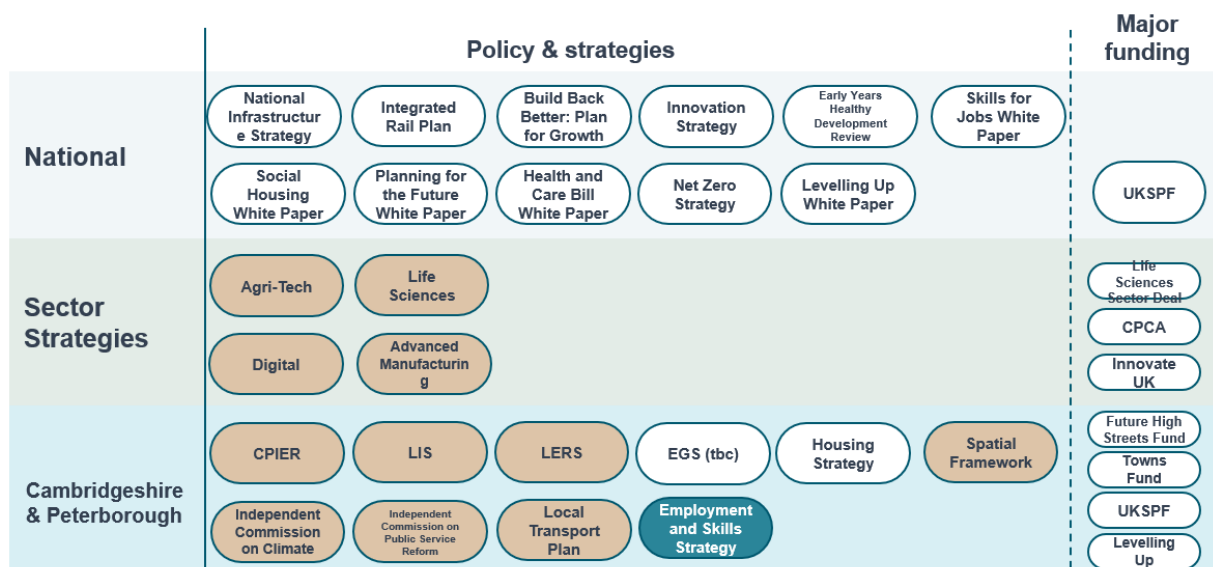 Policy & strategies
Major
funding
National
National
Infrastructur
e Strategy
Integrated
Rail Plan
Build Back
Better: Plan
for Growth
Innovation
Strategy
Early Years
Healthy
Development
Review
Skills for
Jobs White
Paper
Social
Housing
White Paper
Planning for
the Future
White Paper
Health and
Care Bill
White Paper
Net Zero
Strategy
Levelling Up
White Paper
UKSPF
Sector
Strategies
Agri-Tech
Life
Sciences
Digital
Advanced
Manufacturin
g
Life
Sciences
Sector Deal
CPCA
Innovate
UK
Cambridgeshire
& Peterborough
CPIER
LIS
LERS
EGS (tbc)
Housing
Strategy
Spatial
Framework
Independent
Commission
on Climate
Independent
Commission on
Public Service
Reform
Local
Transport
Plan
Employment
and Skills
Strategy
Future High
Streets Fund
Towns
Fund
UKSPF
Levelling
Up